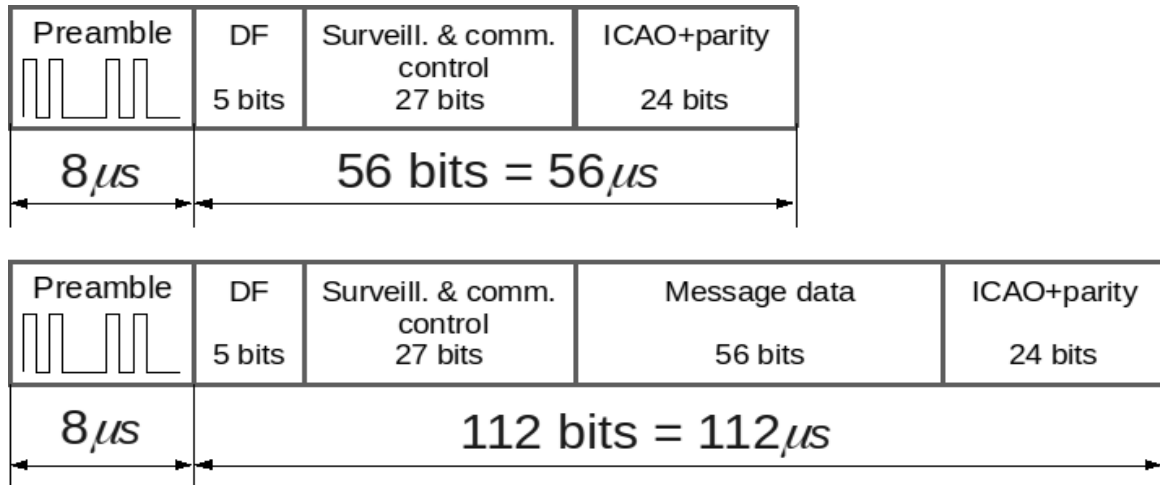 Preamble
DF
5 bits
Surveill. & comm.
control
27 bits
ICAO+parity
24 bits
8μs
56 bits = 56μs
Preamble
DF
5 bits
Surveill. & comm.
control
27 bits
Message data
56 bits
ICAO+parity
24 bits
8μs
112 bits = 112μs